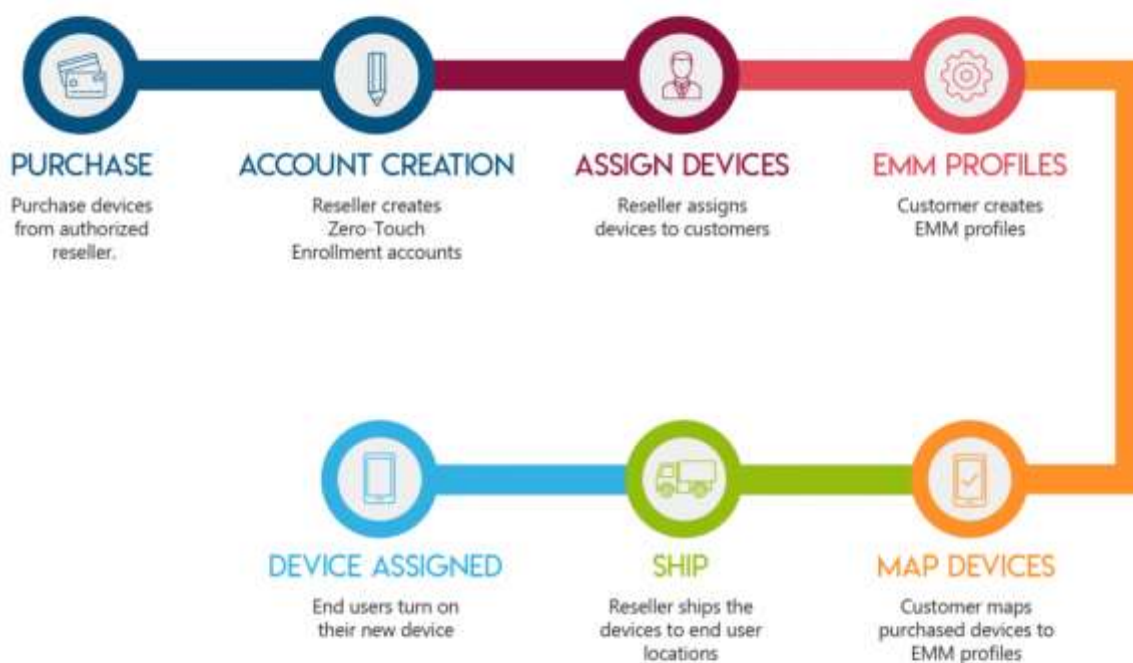 PURCHASE
Purchase devices
from authorized
reseller.
ACCOUNT CREATION
Reseller creates
Zero-Touch
Enrollment accounts
ASSIGN DEVICES
Reseller assigns
devices to customers
EMM PROFILES
Customer creates
EMM profiles
MAP DEVICES
Customer maps
purchased devices to
EMM profiles
SHIP
Reseller ships the
devices to end user
locations
DEVICE ASSIGNED
End users turn on
their new device